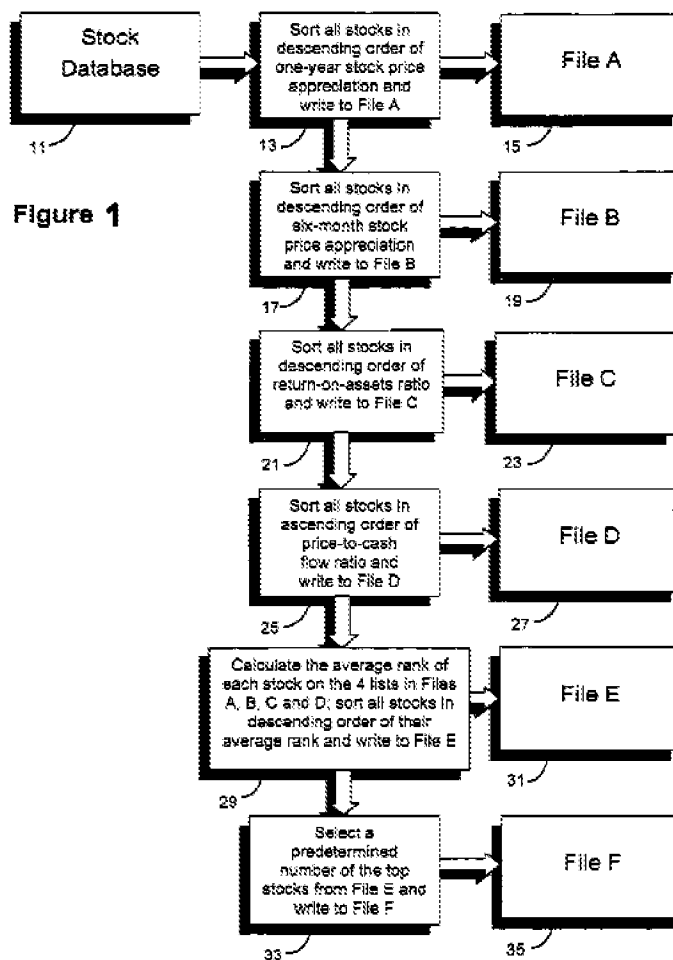 Stock
Database
11
Sort all stocks in
descending order of
one-year stock price
appreciation and
write to File A
13
File A
15
Figure 1
Sort all stocks in
descending order of
six-month stock
price appreciation
and write to File B
17
File B
19
Sort all stocks in
descending order of
return-on-assets ratio
and write to File C
21
File C
23
Sort all stocks in
ascending order of
price-to-cash
flow ratio and
write to File D
25
File D
27
Calculate the average rank of
each stock on the 4 lists in Files
A, B, C and D; sort all stocks in
descending order of their
average rank and write to File E
29
File E
31
Select a
predetermined
number of the top
stocks from File E and
write to File F
33
File F
35